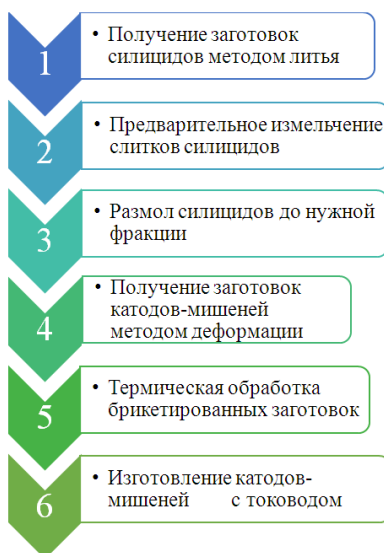 1
• Получение заготовок
силицидов методом литья
2
• Предварительное измельчение
слитков силицидов
3
• Размол силицидов до нужной
фракции
4
• Получение заготовок
катодов-мишеней
методом деформации
5
• Термическая обработка
брикетированных заготовок
6
• Изготовление катодов-
мишеней с тоководом